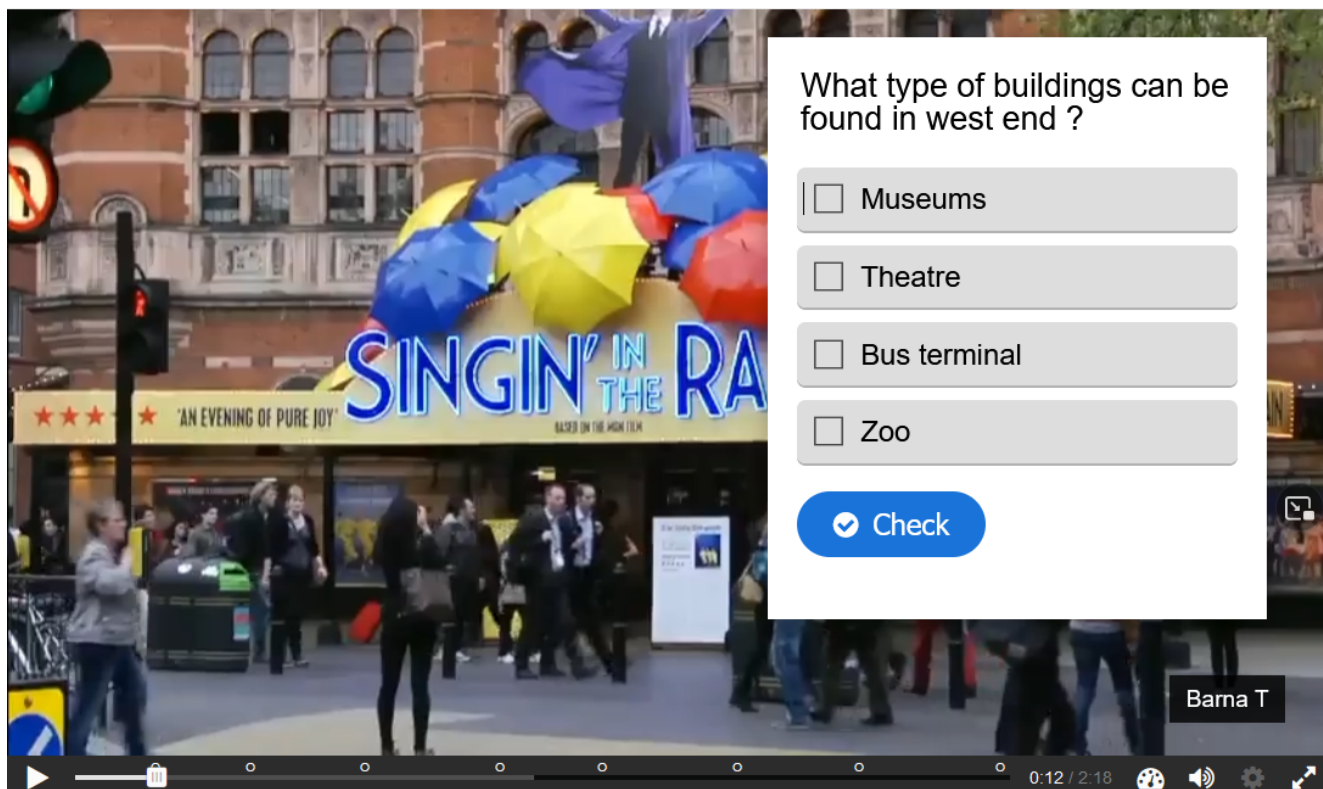 What type of buildings can be
found in west end ?
Museums
Theatre
Bus terminal
Zoo
Check
SINGIN' IN THE RA
'AN EVENING OF PURE JOY'
BASED ON THE MGM FILM
Barna T
0:12 / 2:18